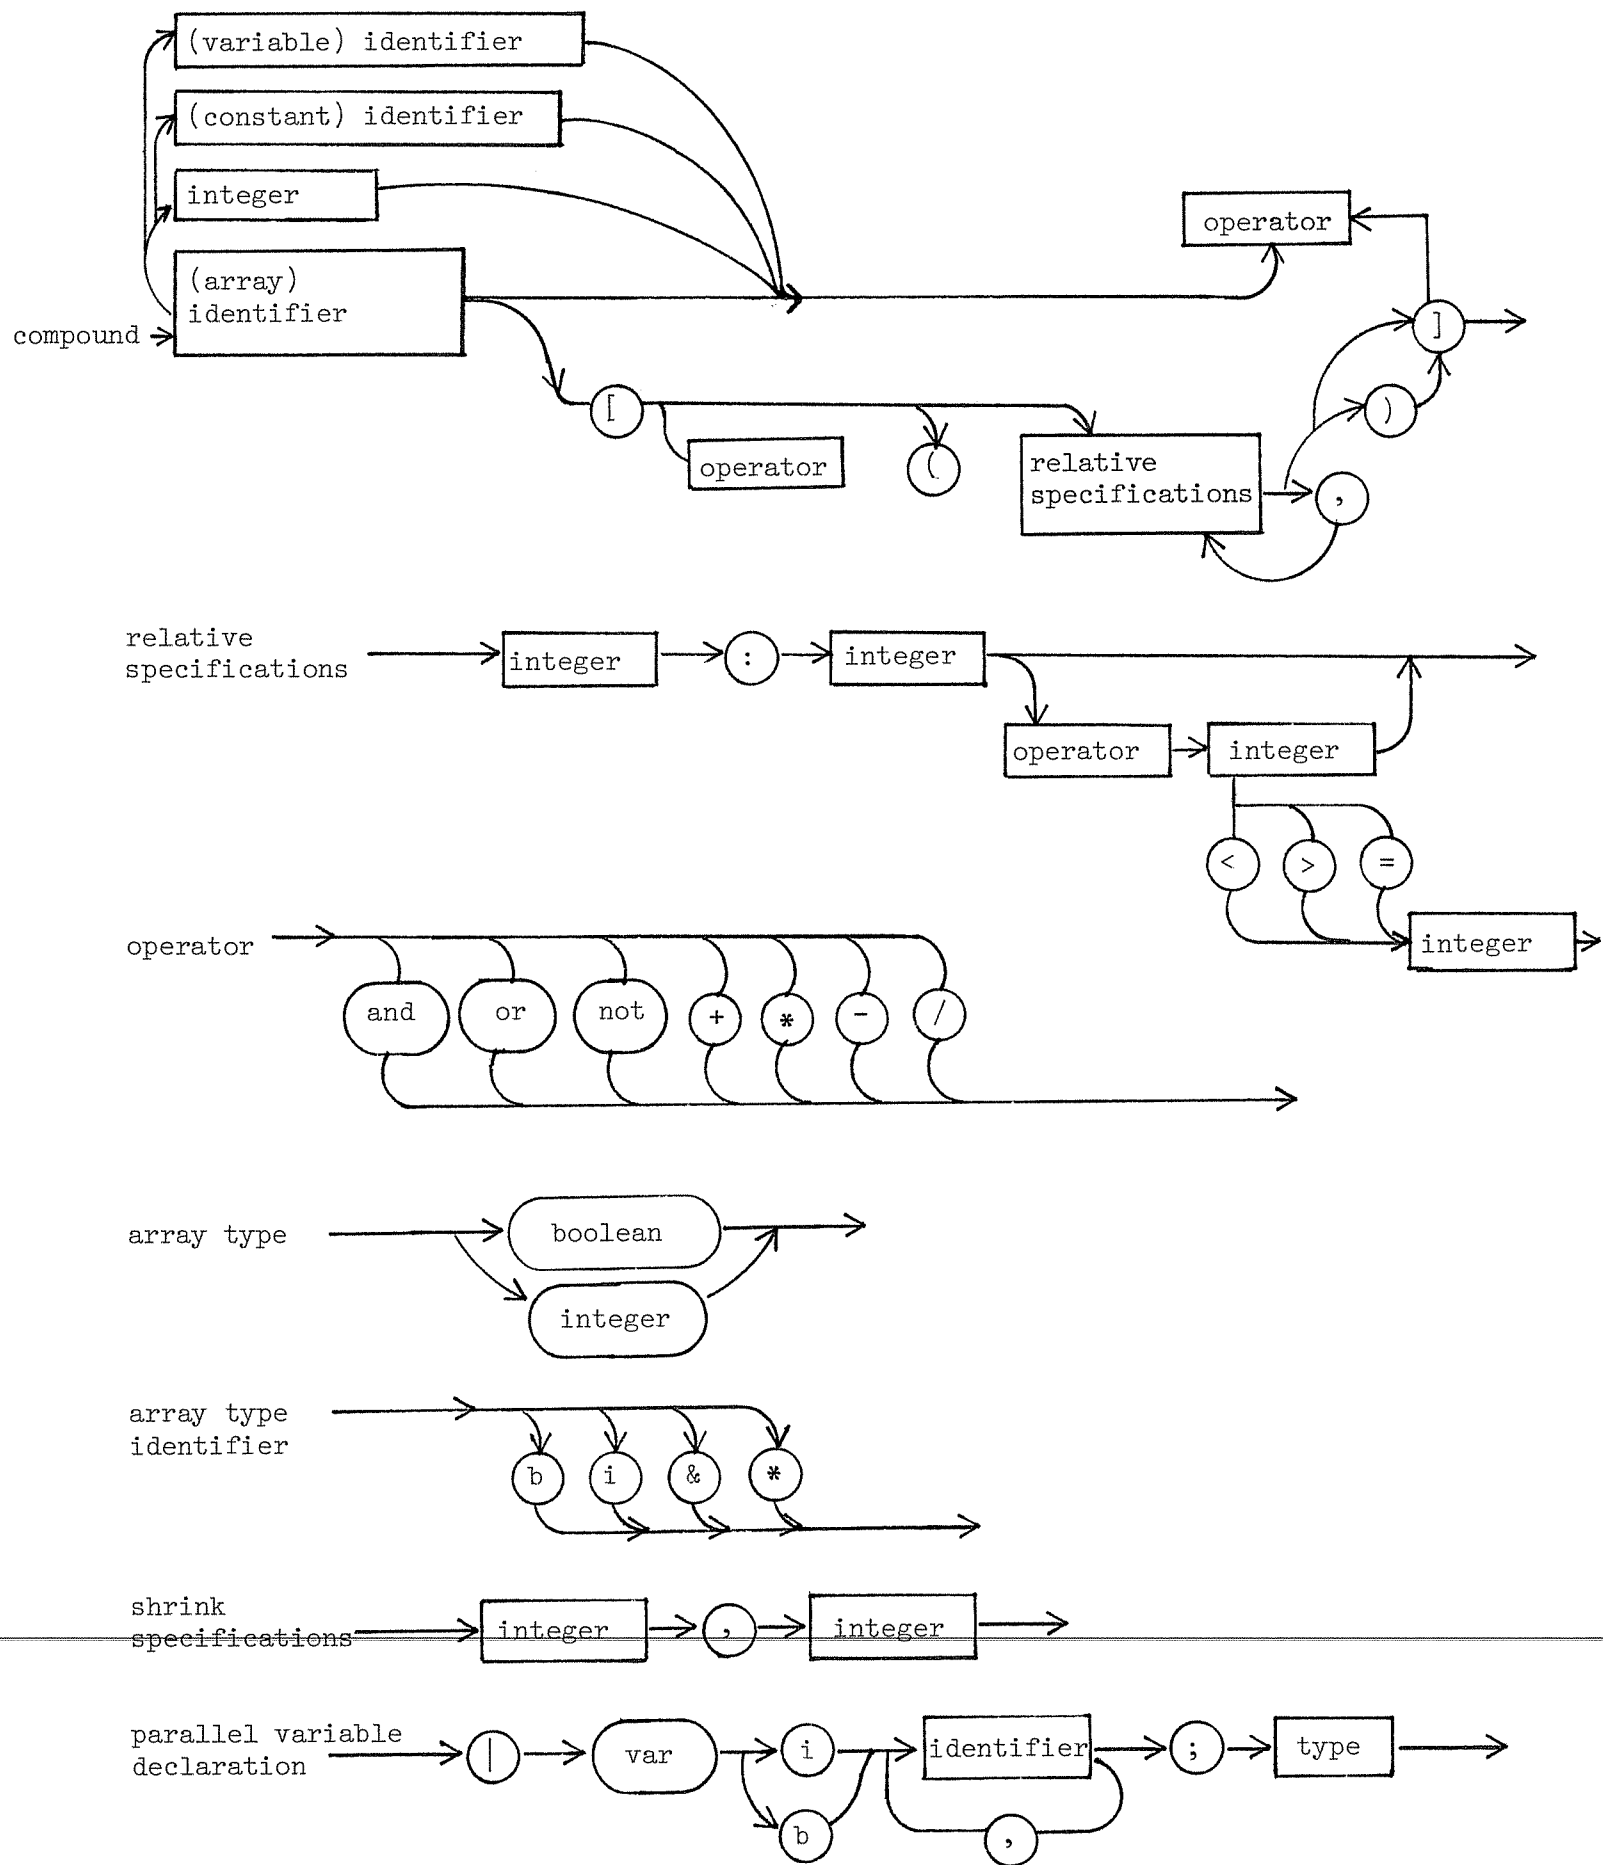 (variable) identifier
(constant) identifier
integer
operator
(array)
identifier
compound
]
[
)
operator
(
relative
specifications
,
relative
specifications
integer
:
integer
operator
integer
<
>
=
integer
operator
and
or
not
+
*
-
/
array type
boolean
integer
array type
identifier
b
i
&
*
shrink
specifications
integer
,
integer
parallel variable
declaration
|
var
i
identifier
;
type
b
,